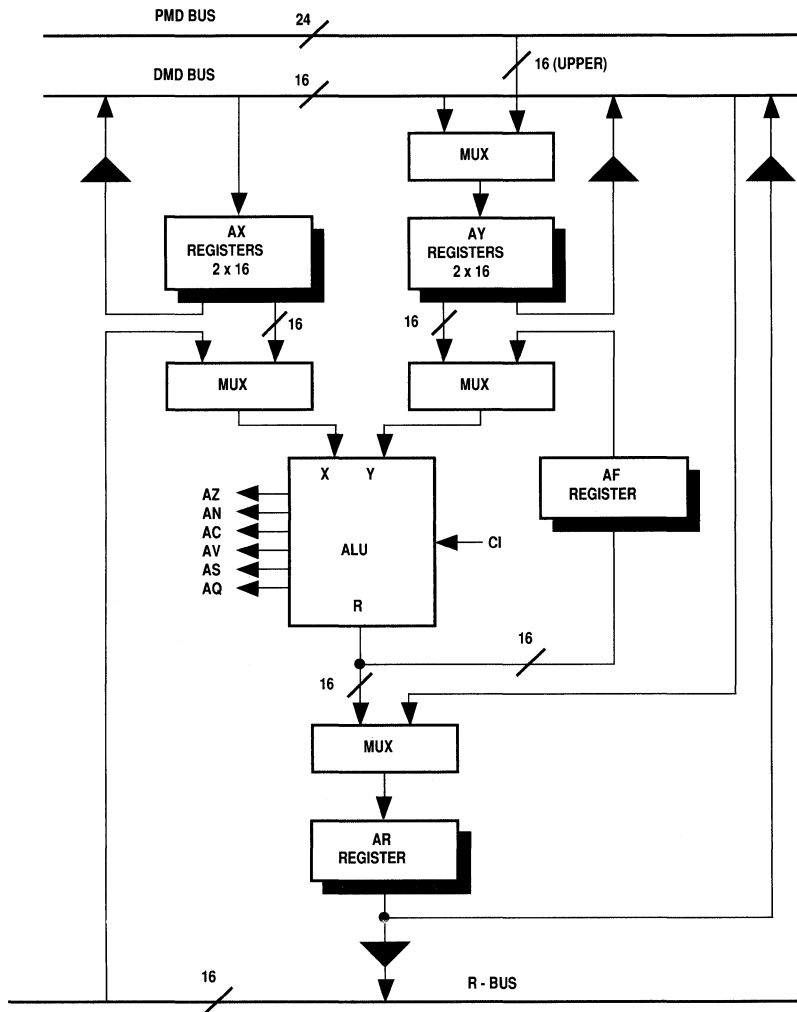 PMD BUS
24
16 (UPPER)
DMD BUS
16
MUX
AX
REGISTERS
2 x 16
AY
REGISTERS
2 x 16
16
16
MUX
MUX
X
Y
AF
REGISTER
AZ
AN
AC
AV
AS
AQ
ALU
CI
R
16
16
MUX
AR
REGISTER
16
R - BUS